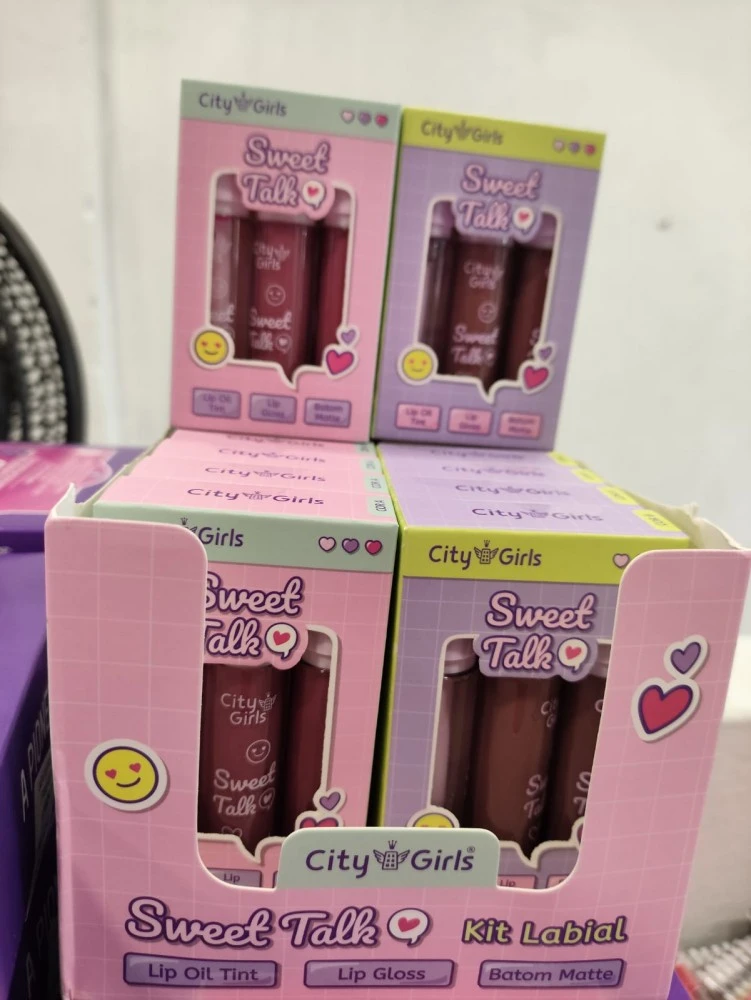 City Girls
Sweet
Talk
City
Girls
Sweet
Talk
Lip Oil
Tint
Lip
Gloss
Batom
Matte
City Girls
Sweet
Talk
City
Girls
Sweet
Talk
Lip Oil
Tint
Lip
Gloss
Batom
Matte
City Girls
City Girls
City Girls
City Girls
City Girls
City Girls
Girls
Sweet
Talk
City
Girls
Sweet
Talk
Lip
City Girls
Sweet
Talk
City Girls®
Sweet Talk
Kit Labial
Lip Oil Tint
Lip Gloss
Batom Matte